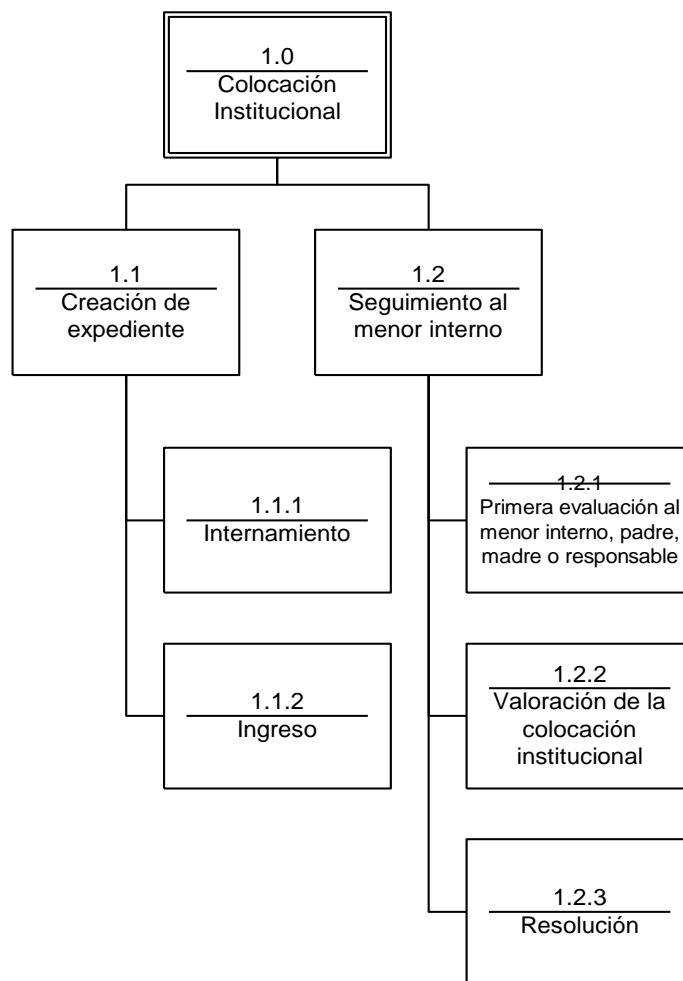 1.0
Colocación
Institucional
1.1
Creación de
expediente
1.2
Seguimiento al
menor interno
1.1.1
Internamiento
1.2.1
Primera evaluación al
menor interno, padre,
madre o responsable
1.1.2
Ingreso
1.2.2
Valoración de la
colocación
institucional
1.2.3
Resolución